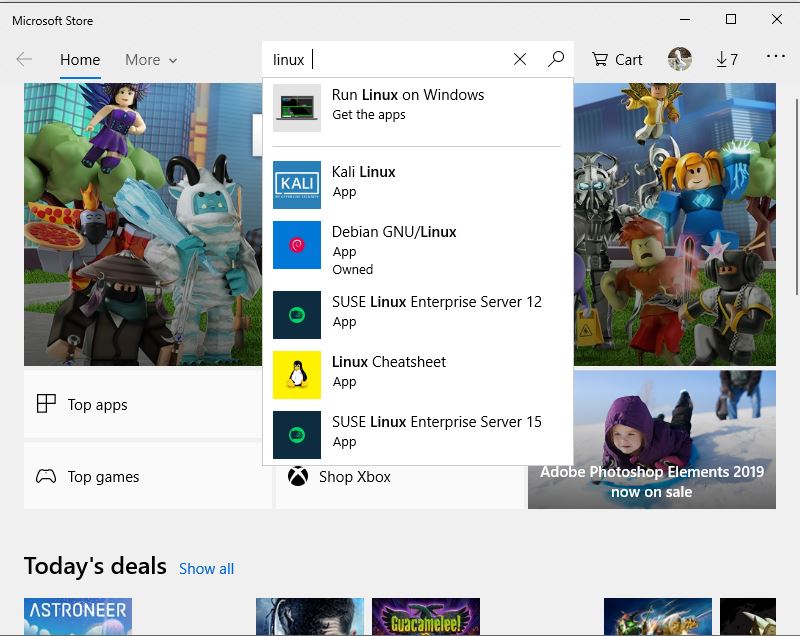 Microsoft Store
Home
More
linux
Cart
7
Run Linux on Windows
Get the apps
KALI
Kali Linux
App
Debian GNU/Linux
App
Owned
SUSE Linux Enterprise Server 12
App
Linux Cheatsheet
App
SUSE Linux Enterprise Server 15
App
Top apps
Top games
Shop Xbox
Adobe Photoshop Elements 2019
now on sale
Today's deals
Show all
ASTRONEER
Guacamelee!